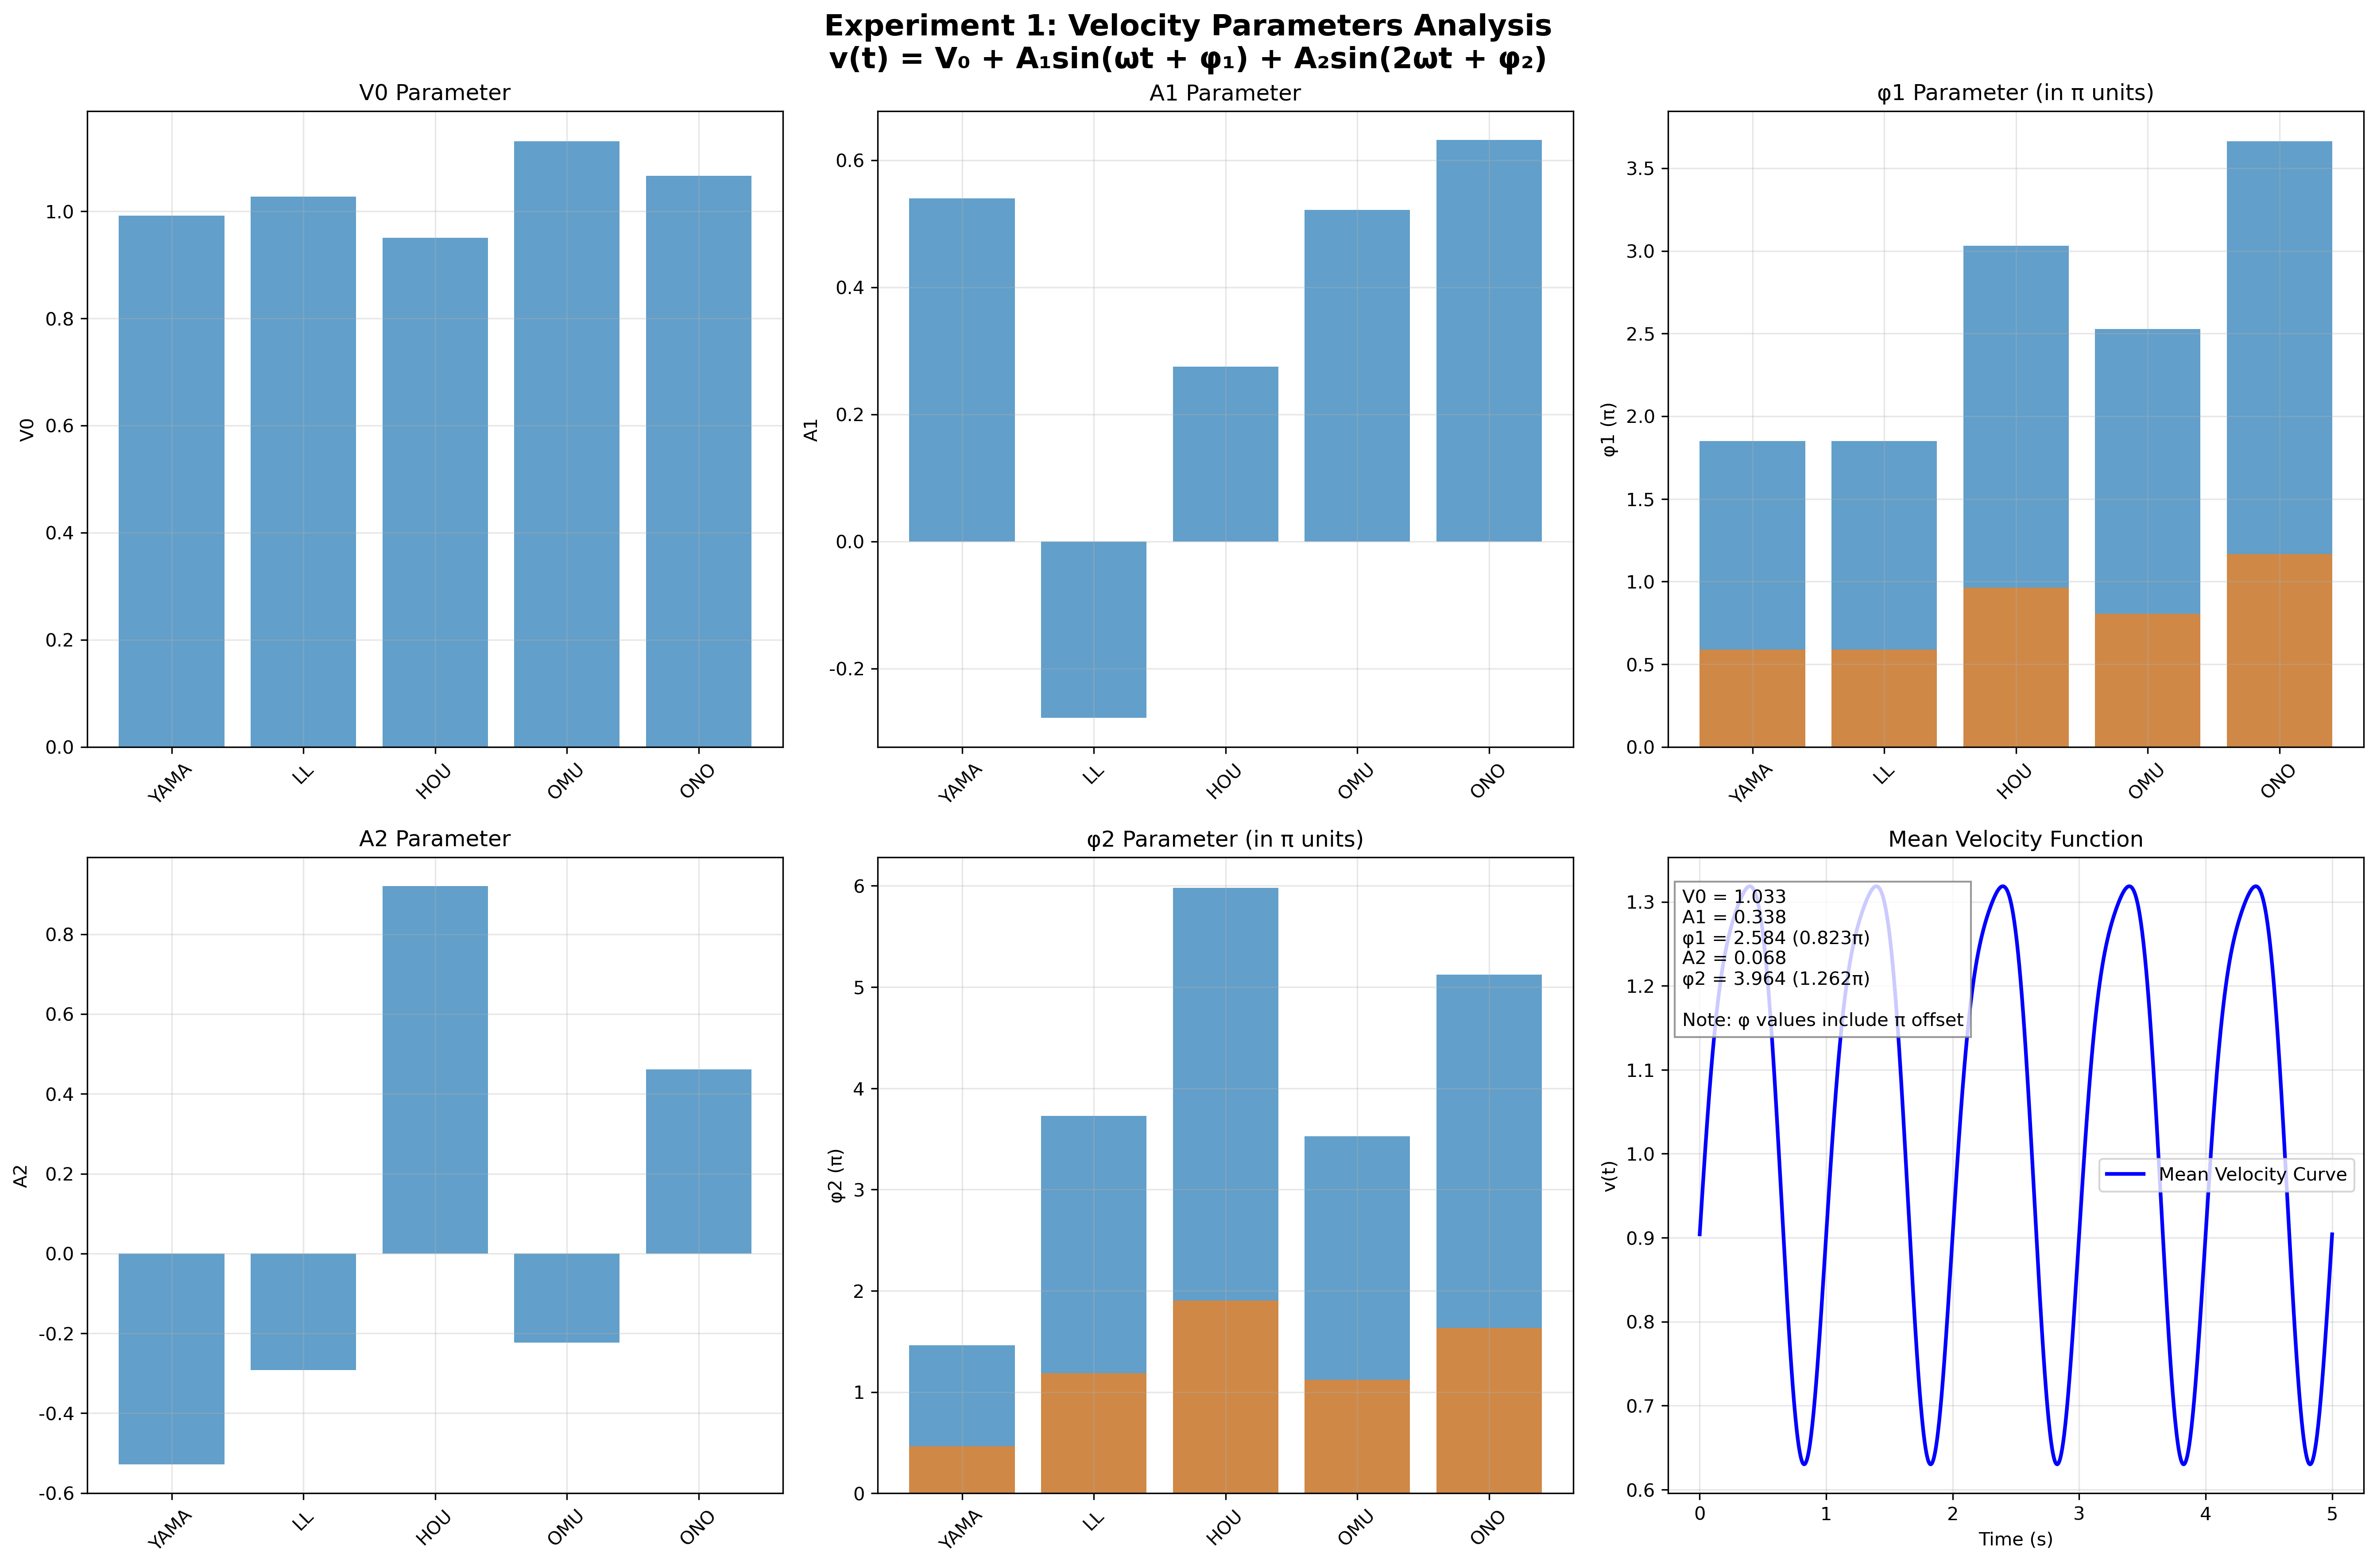 Experiment 1: Velocity Parameters Analysis
v(t) = V₀ + A₁sin(ωt + φ₁) + A₂sin(2ωt + φ₂)
V0 Parameter
V0
1.0
0.8
0.6
0.4
0.2
0.0
YAMA
LL
HOU
OMU
ONO
A1 Parameter
A1
0.6
0.4
0.2
0.0
-0.2
YAMA
LL
HOU
OMU
ONO
φ1 Parameter (in π units)
φ1 (π)
3.5
3.0
2.5
2.0
1.5
1.0
0.5
0.0
YAMA
LL
HOU
OMU
ONO
A2 Parameter
A2
0.8
0.6
0.4
0.2
0.0
-0.2
-0.4
-0.6
YAMA
LL
HOU
OMU
ONO
φ2 Parameter (in π units)
φ2 (π)
6
5
4
3
2
1
0
YAMA
LL
HOU
OMU
ONO
Mean Velocity Function
v(t)
1.3
1.2
1.1
1.0
0.9
0.8
0.7
0.6
V0 = 1.033
A1 = 0.338
φ1 = 2.584 (0.823π)
A2 = 0.068
φ2 = 3.964 (1.262π)
Note: φ values include π offset
Mean Velocity Curve
0
1
2
3
4
5
Time (s)